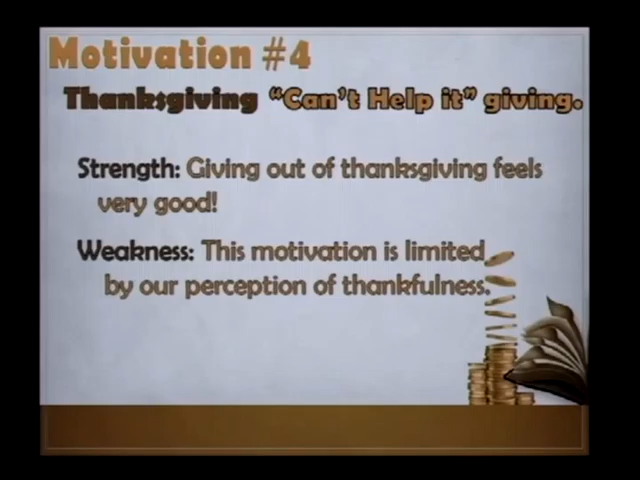 Motivation #4
Thanksgiving “Can’t Help it” giving.
Strength: Giving out of thanksgiving feels
very good!
Weakness: This motivation is limited
by our perception of thankfulness.